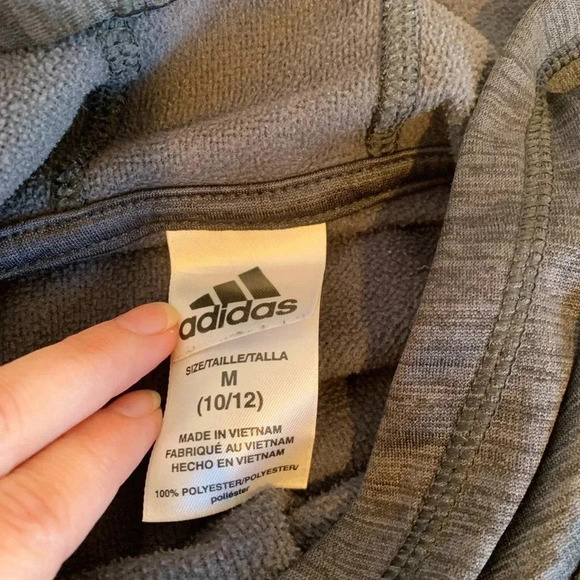 adidas
SIZE/TAILLE/TALLA
M
(10/12)
MADE IN VIETNAM
FABRIQUÉ AU VIETNAM
HECHO EN VIETNAM
100% POLYESTER/POLYESTER/
poliéster